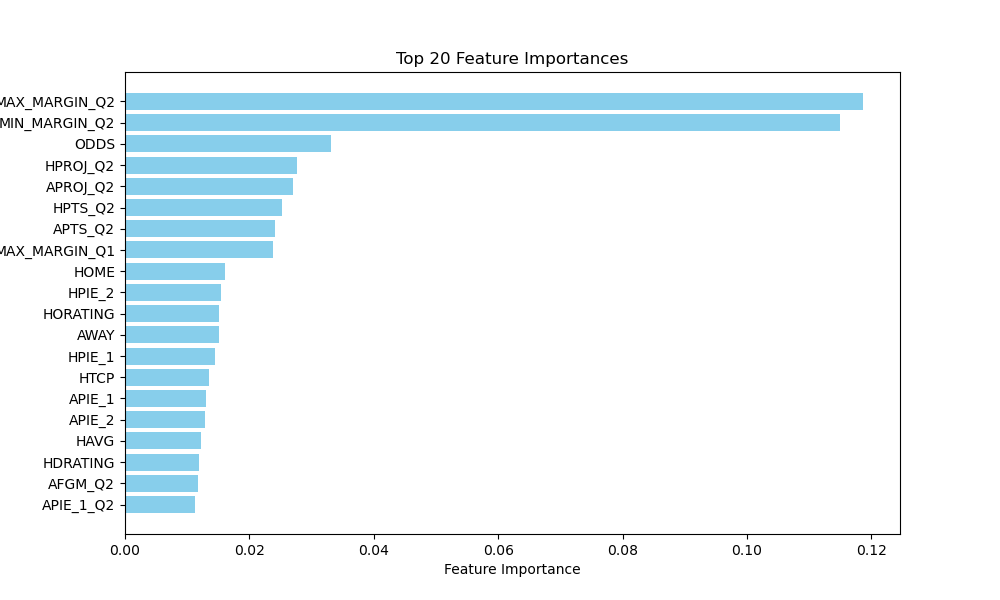 Top 20 Feature Importances
MAX_MARGIN_Q2
MIN_MARGIN_Q2
ODDS
HPROJ_Q2
APROJ_Q2
HPTS_Q2
APTS_Q2
MAX_MARGIN_Q1
HOME
HPIE_2
HORATING
AWAY
HPIE_1
HTCP
APIE_1
APIE_2
HAVG
HDRATING
AFGM_Q2
APIE_1_Q2
0.00 0.02 0.04 0.06 0.08 0.10 0.12
Feature Importance